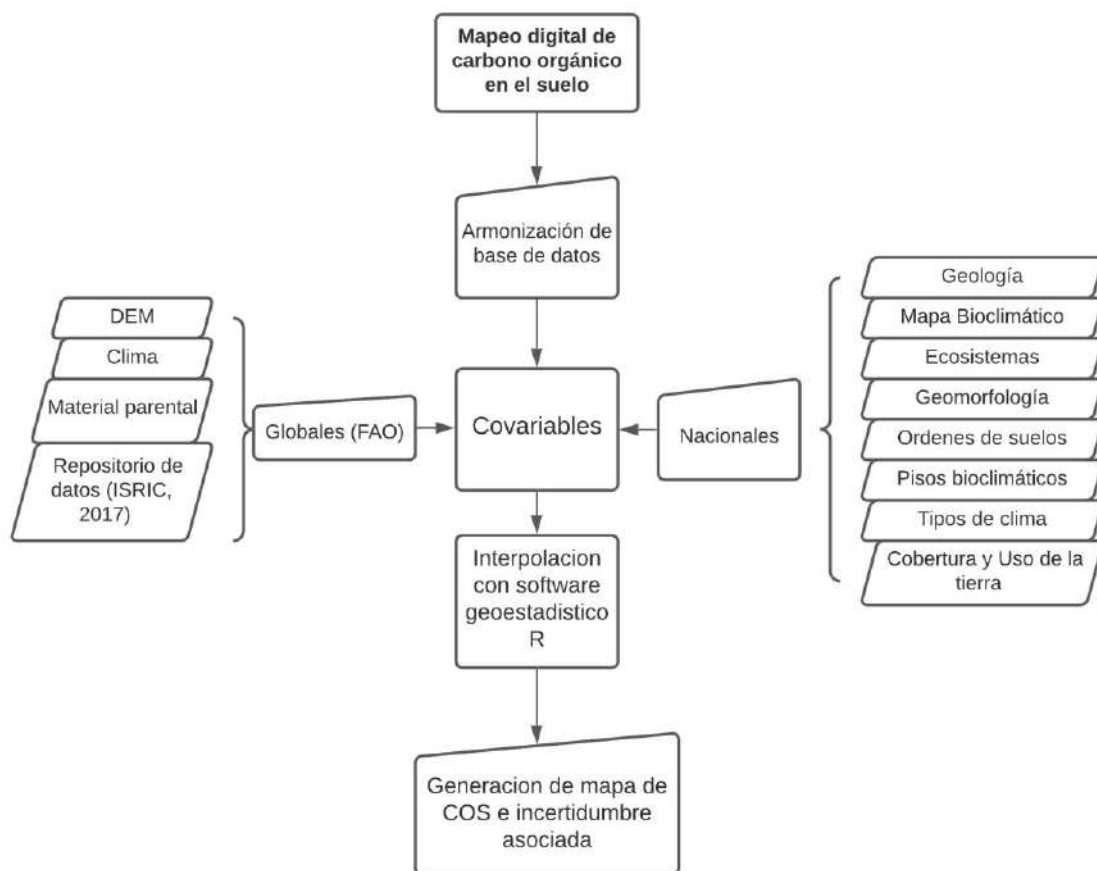 Mapeo digital de
carbono orgánico
en el suelo
Armonización de
base de datos
DEM
Clima
Material parental
Repositorio de
datos (ISRIC,
2017)
Globales (FAO)
Covariables
Nacionales
Geología
Mapa Bioclimático
Ecosistemas
Geomorfología
Ordenes de suelos
Pisos bioclimáticos
Tipos de clima
Cobertura y Uso de la
tierra
Interpolacion
con software
geoestadistico
R
Generacion de mapa de
COS e incertidumbre
asociada